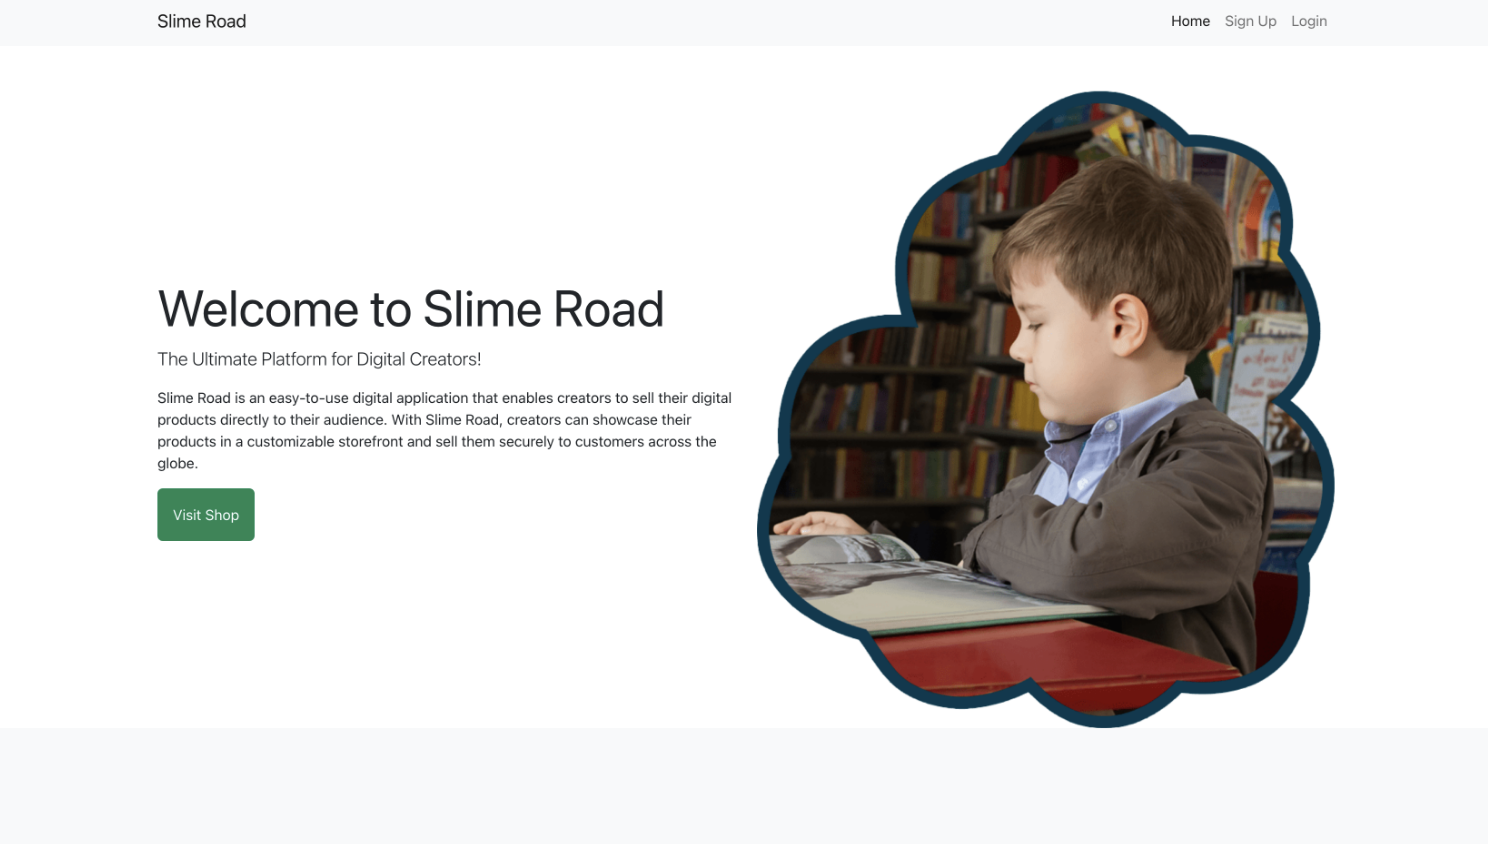 Slime Road
Home Sign Up Login
Welcome to Slime Road
The Ultimate Platform for Digital Creators!
Slime Road is an easy-to-use digital application that enables creators to sell their digital
products directly to their audience. With Slime Road, creators can showcase their
products in a customizable storefront and sell them securely to customers across the
globe.
Visit Shop